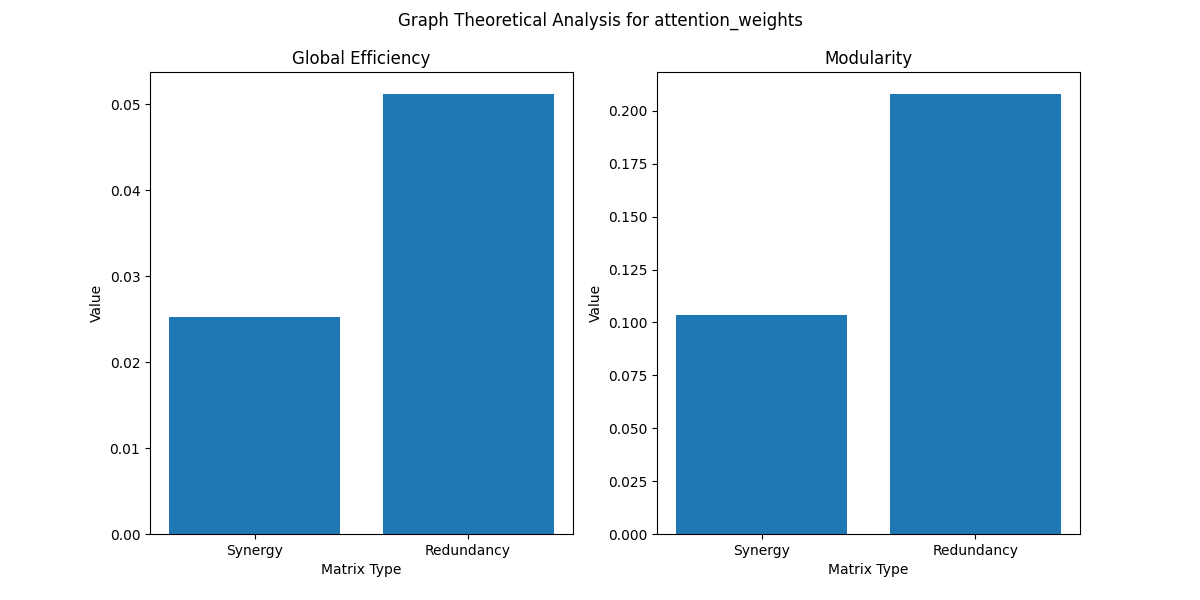 Graph Theoretical Analysis for attention_weights
Global Efficiency
Value
0.05
0.04
0.03
0.02
0.01
0.00
Synergy Redundancy
Matrix Type
Modularity
Value
0.200
0.175
0.150
0.125
0.100
0.075
0.050
0.025
0.000
Synergy Redundancy
Matrix Type